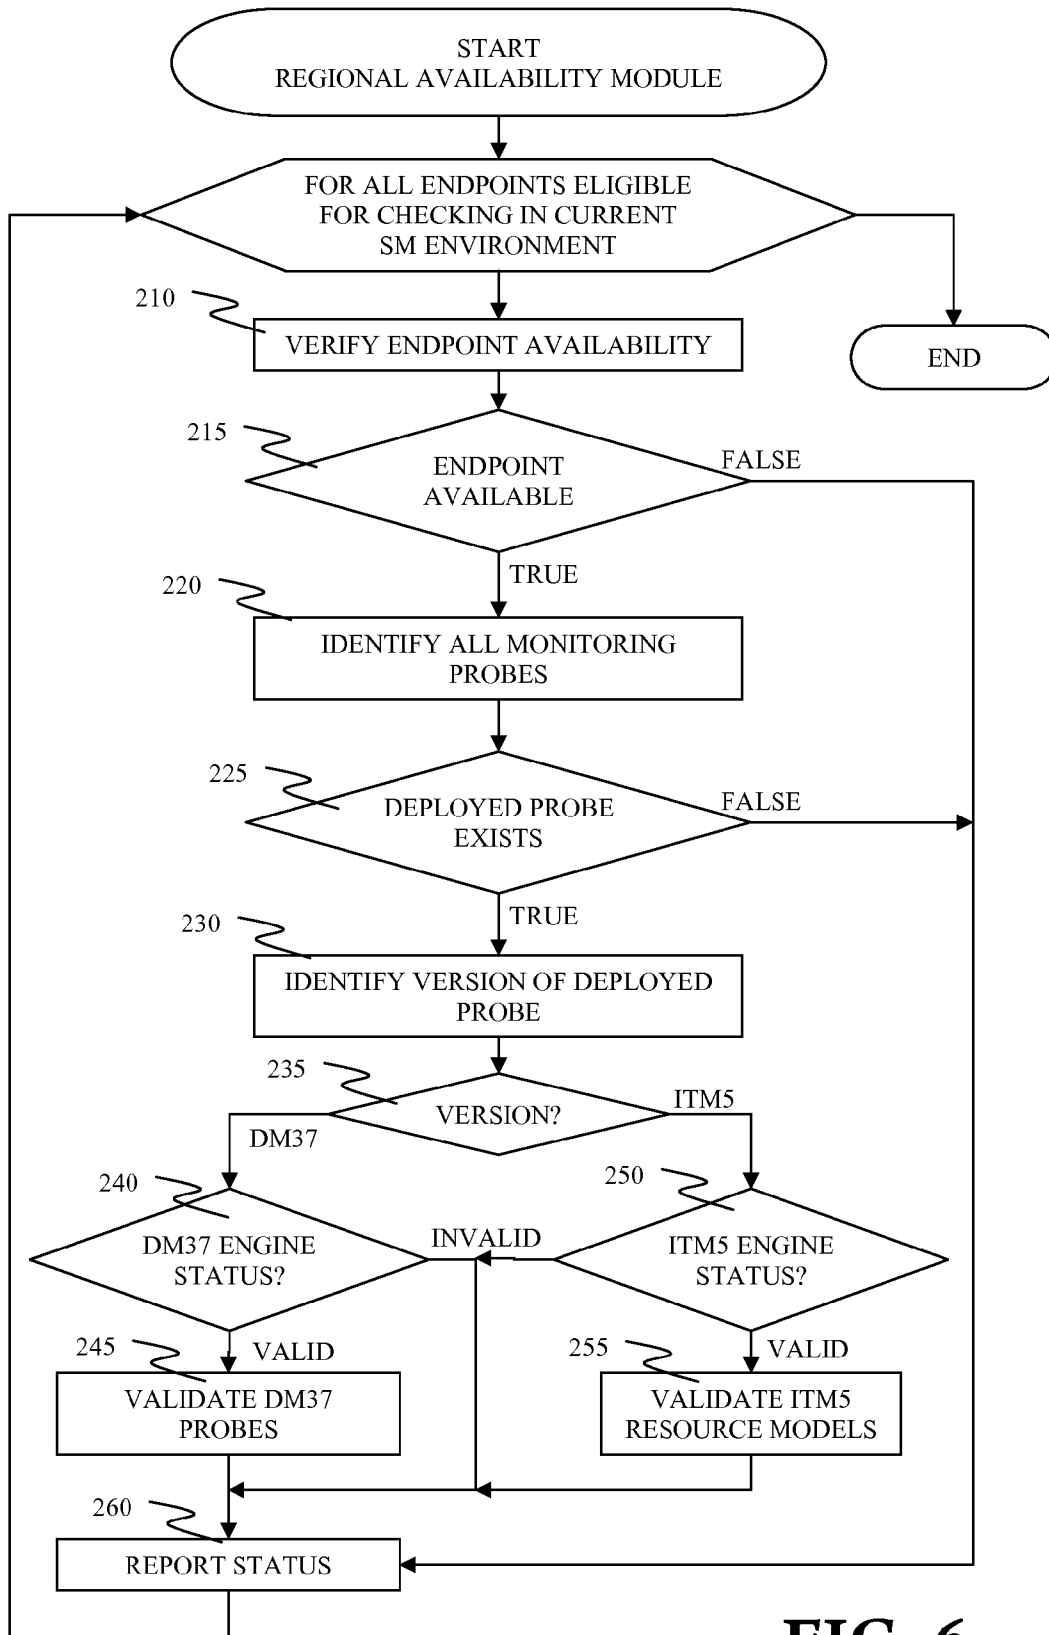 START
REGIONAL AVAILABILITY MODULE
FOR ALL ENDPOINTS ELIGIBLE
FOR CHECKING IN CURRENT
SM ENVIRONMENT
210
VERIFY ENDPOINT AVAILABILITY
END
215
ENDPOINT
AVAILABLE
FALSE
TRUE
220
IDENTIFY ALL MONITORING
PROBES
225
DEPLOYED PROBE
EXISTS
FALSE
TRUE
230
IDENTIFY VERSION OF DEPLOYED
PROBE
235
VERSION?
ITM5
DM37
240
250
DM37 ENGINE
STATUS?
INVALID
ITM5 ENGINE
STATUS?
245
VALID
255
VALID
VALIDATE DM37
PROBES
VALIDATE ITM5
RESOURCE MODELS
260
REPORT STATUS
FIG. 6